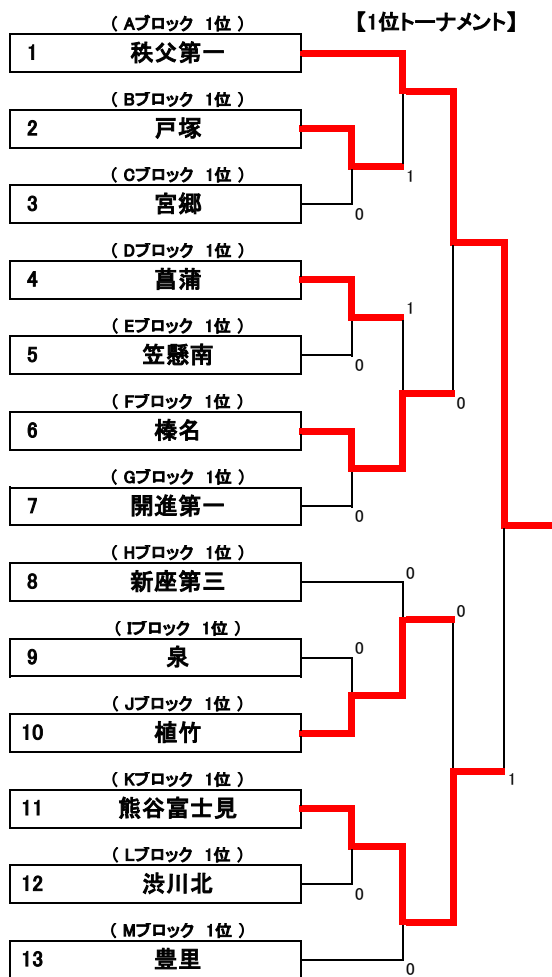 ( Aブロック 1位 )
【1位トーナメント】
1 秩父第一
( Bブロック 1位 )
2 戸塚
1
( Cブロック 1位 )
3 宮郷
0
( Dブロック 1位 )
4 菖蒲
1
( Eブロック 1位 )
5 笠懸南
0
( Fブロック 1位 )
0
6 榛名
( Gブロック 1位 )
7 開進第一
0
( Hブロック 1位 )
8 新座第三
0
0
( Iブロック 1位 )
9 泉
0
( Jブロック 1位 )
10 植竹
( Kブロック 1位 )
1
11 熊谷富士見
( Lブロック 1位 )
12 渋川北
0
( Mブロック 1位 )
13 豊里
0